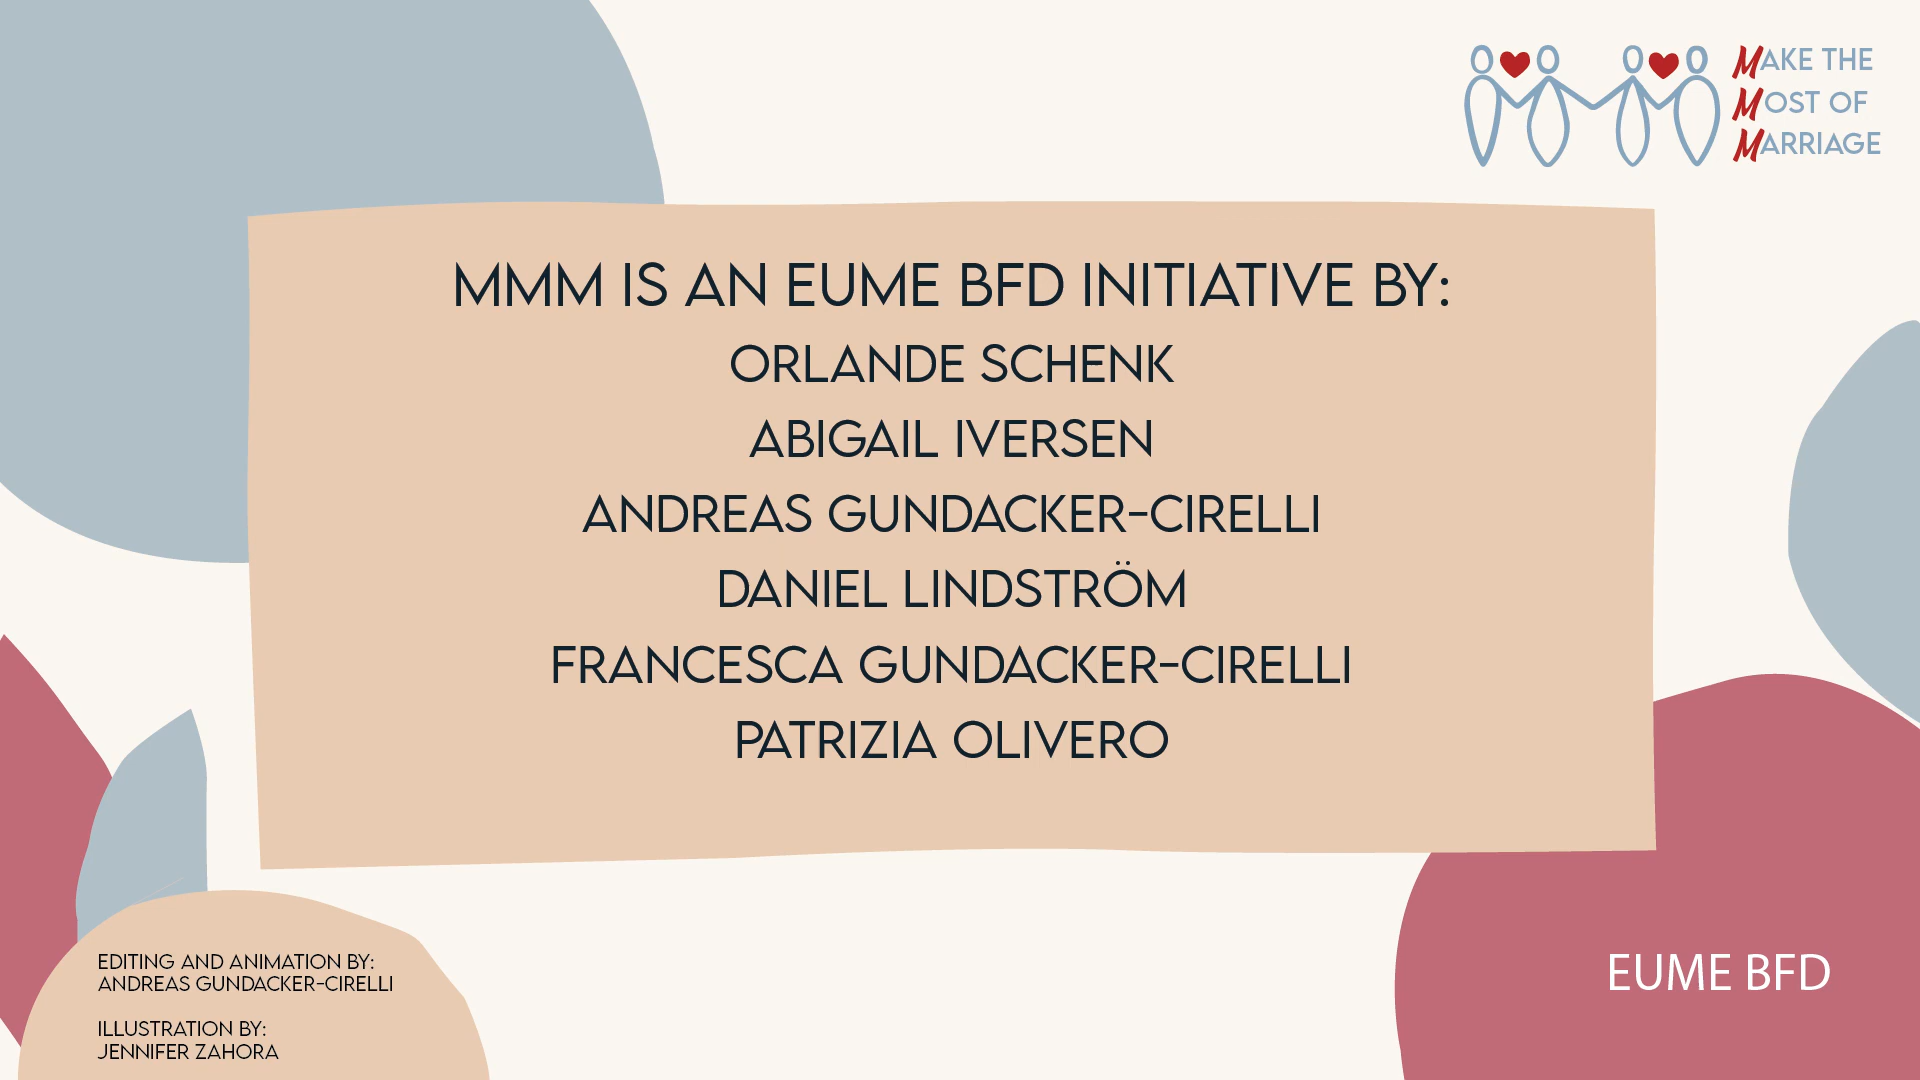 MAKE THE
MOST OF
MARRIAGE
MMM IS AN EUME BFD INITIATIVE BY:
ORLANDE SCHENK
ABIGAIL IVERSEN
ANDREAS GUNDACKER-CIRELLI
DANIEL LINDSTRÖM
FRANCESCA GUNDACKER-CIRELLI
PATRIZIA OLIVERO
EDITING AND ANIMATION BY:
ANDREAS GUNDACKER-CIRELLI
ILLUSTRATION BY:
JENNIFER ZAHORA
EUME BFD